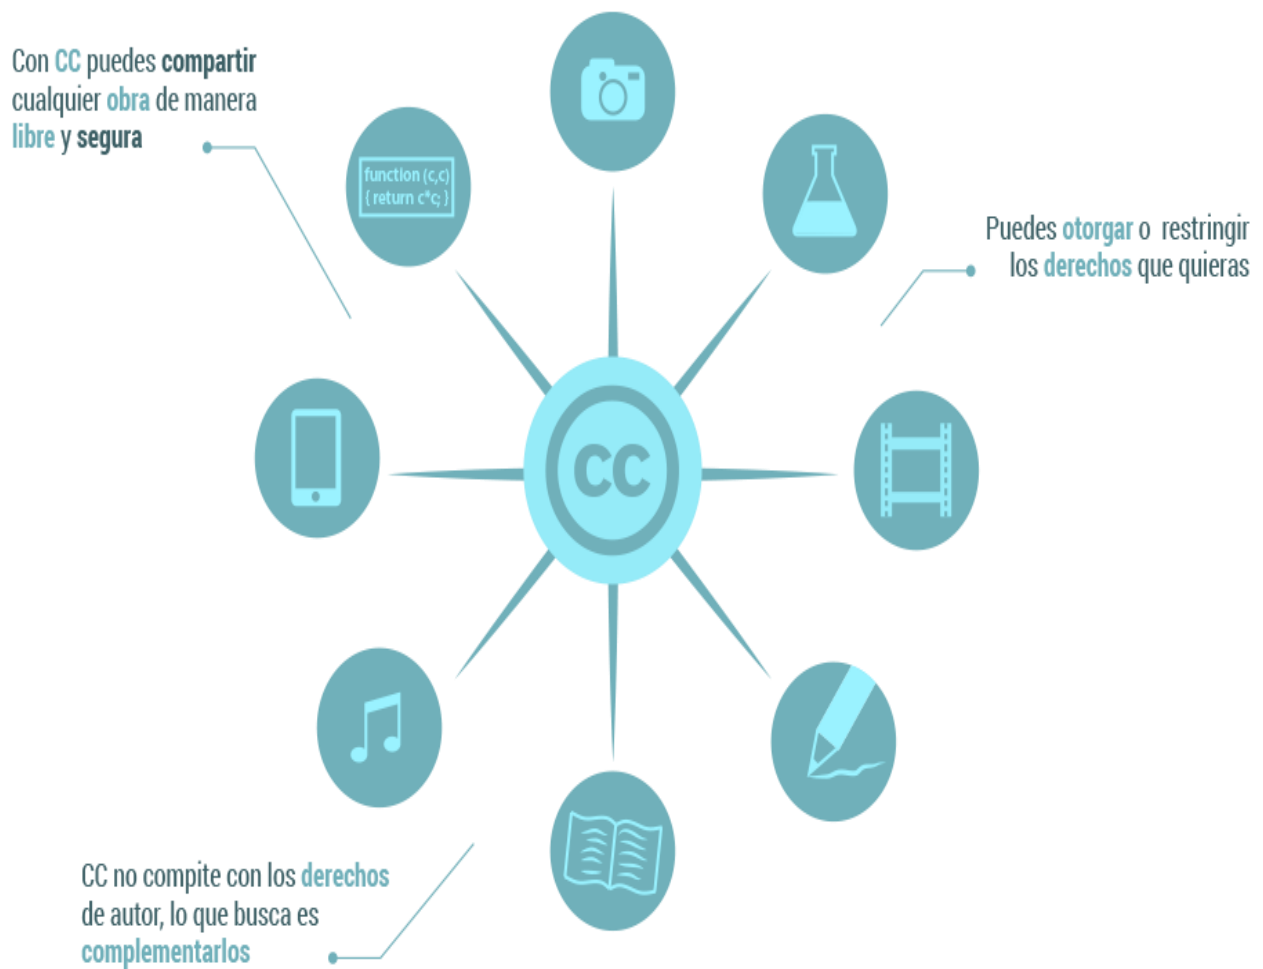 Con CC puedes compartir
cualquier obra de manera
libre y segura
function (c,c)
{ return c*c; }
Puedes otorgar o restringir
los derechos que quieras
CC
CC no compite con los derechos
de autor, lo que busca es
complementarlos